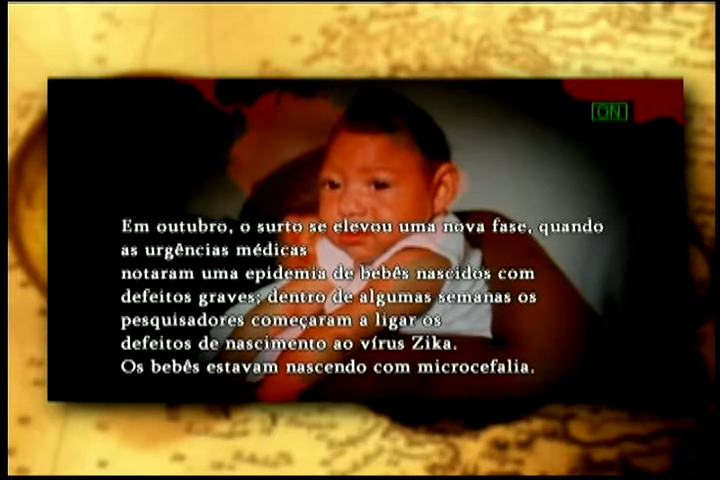 ON
Em outubro, o surto se elevou uma nova fase, quando
as urgências médicas
notaram uma epidemia de bebês nascidos com
defeitos graves; dentro de algumas semanas os
pesquisadores começaram a ligar os
defeitos de nascimento ao vírus Zika.
Os bebês estavam nascendo com microcefalia.